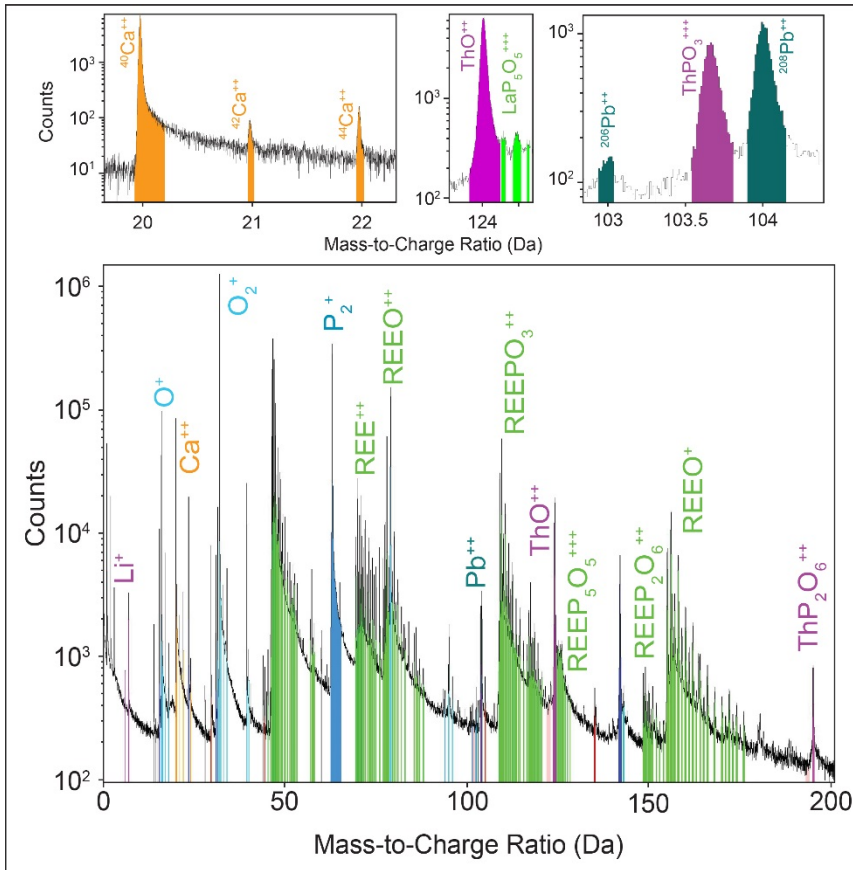 Counts
10³
10²
10
⁴⁰Ca⁺⁺
⁴²Ca⁺⁺
⁴⁴Ca⁺⁺
20
21
22
10³
10²
ThO⁺⁺
LaP₅O₅⁺⁺⁺
124
10³
10²
²⁰⁶Pb⁺⁺
ThPO₃⁺⁺⁺
²⁰⁸Pb⁺⁺
103
103.5
104
Mass-to-Charge Ratio (Da)
Counts
10⁶
10⁵
10⁴
10³
10²
Li⁺
O⁺
Ca⁺⁺
O₂⁺
P₂⁺
REE⁺⁺
REEO⁺⁺
Pb⁺⁺
REEPO₃⁺⁺
ThO⁺⁺
REEP₅O₅⁺⁺⁺
REEP₂O₆⁺⁺
REEO⁺
ThP₂O₆⁺⁺
0
50
100
150
200
Mass-to-Charge Ratio (Da)